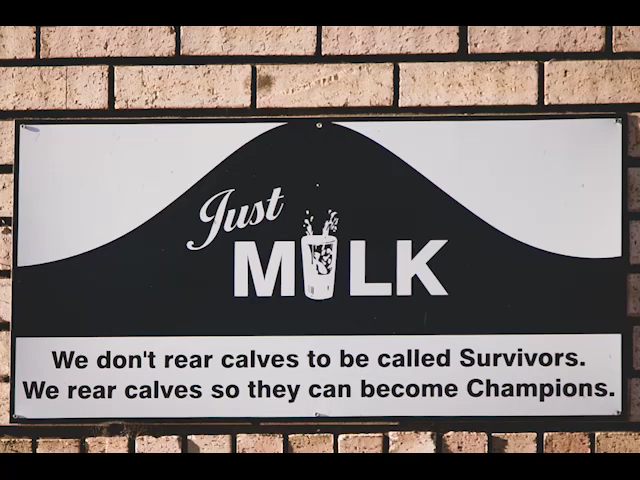 Just
MILK
We don't rear calves to be called Survivors.
We rear calves so they can become Champions.